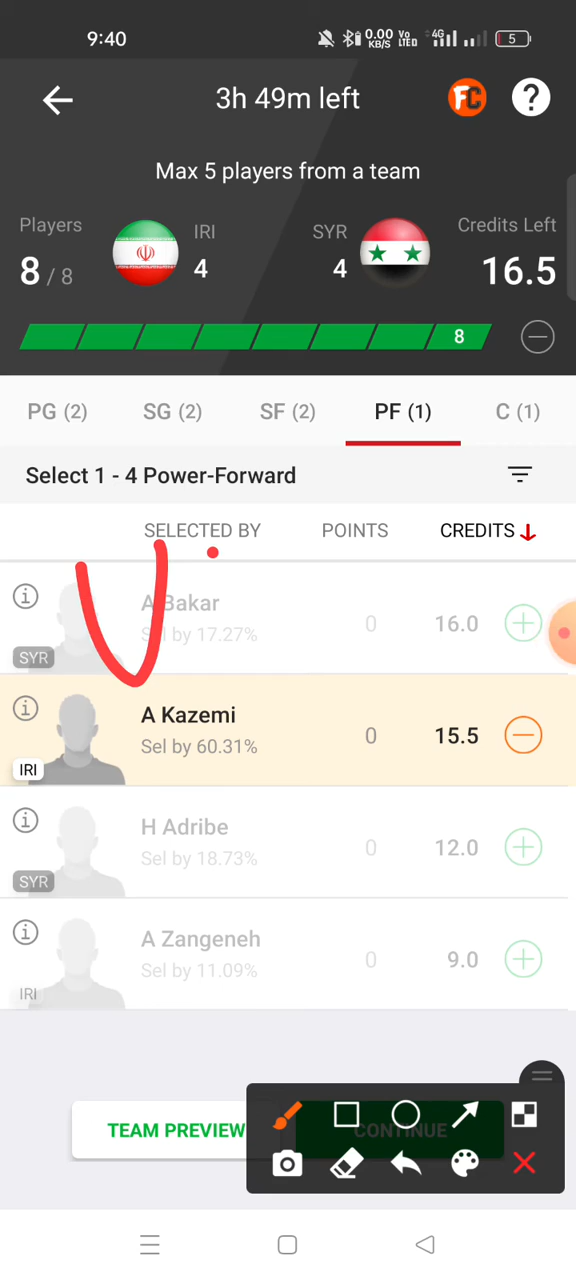 9:40 0.00 KB/S Vo LTED 4G 5
3h 49m left FC ?
Max 5 players from a team
Players IRI SYR Credits Left
8 / 8 4 4 16.5
8
PG (2) SG (2) SF (2) PF (1) C (1)
Select 1 - 4 Power-Forward
SELECTED BY POINTS CREDITS
A Bakar
Sel by 17.27% 0 16.0
SYR
A Kazemi
Sel by 60.31% 0 15.5
IRI
H Adribe
Sel by 18.73% 0 12.0
SYR
A Zangeneh
Sel by 11.09% 0 9.0
IRI
TEAM PREVIEW CONTINUE